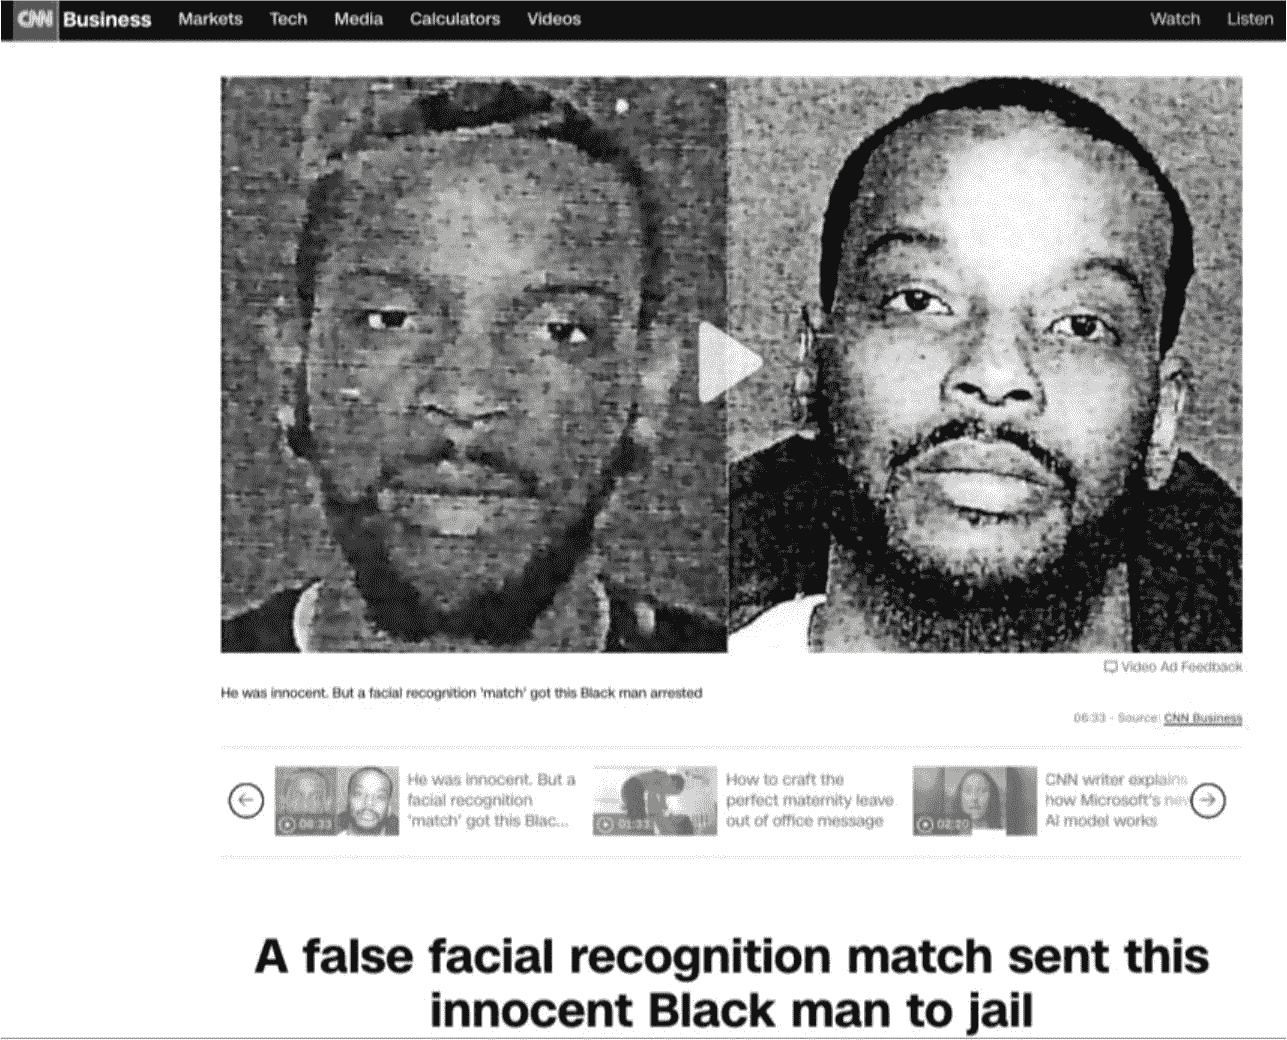 CNN Business Markets Tech Media Calculators Videos Watch Listen
Video Ad Feedback
He was innocent. But a facial recognition 'match' got this Black man arrested
06:33 - Source: CNN Business
He was innocent. But a
facial recognition
'match' got this Blac...
06:33
How to craft the
perfect maternity leave
out of office message
01:33
CNN writer explains
how Microsoft's new
AI model works
02:20
A false facial recognition match sent this
innocent Black man to jail